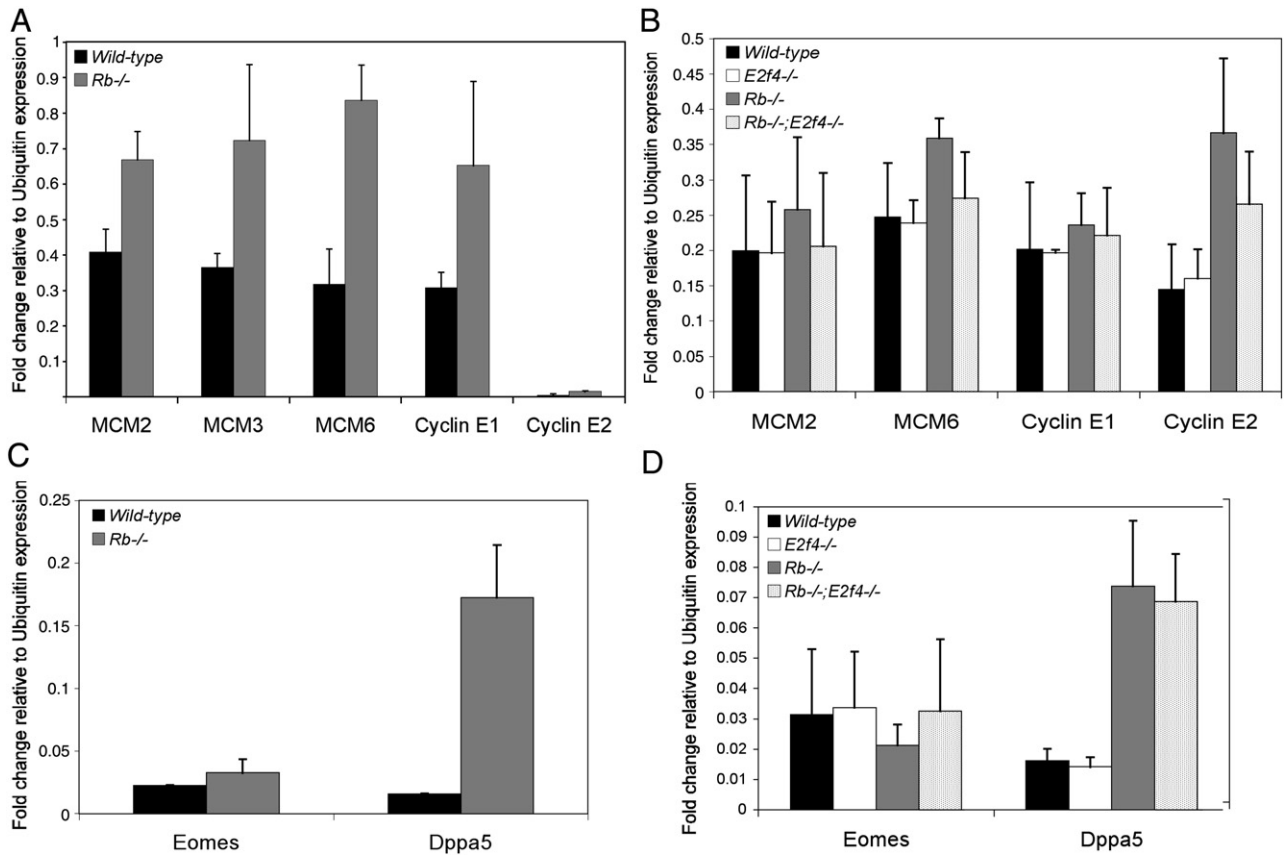 A
Fold change relative to Ubiquitin expression
Wild-type
Rb-/-
1
0.9
0.8
0.7
0.6
0.5
0.4
0.3
0.2
0.1
MCM2 MCM3 MCM6 Cyclin E1 Cyclin E2
B
Fold change relative to Ubiquitin expression
Wild-type
E2f4-/-
Rb-/-
Rb-/-;E2f4-/-
0.5
0.45
0.4
0.35
0.3
0.25
0.2
0.15
0.1
0.05
0
MCM2 MCM6 Cyclin E1 Cyclin E2
C
Fold change relative to Ubiquitin expression
Wild-type
Rb-/-
0.25
0.2
0.15
0.1
0.05
0
Eomes Dppa5
D
Fold change relative to Ubiquitin expression
Wild-type
E2f4-/-
Rb-/-
Rb-/-;E2f4-/-
0.1
0.09
0.08
0.07
0.06
0.05
0.04
0.03
0.02
0.01
0
Eomes Dppa5